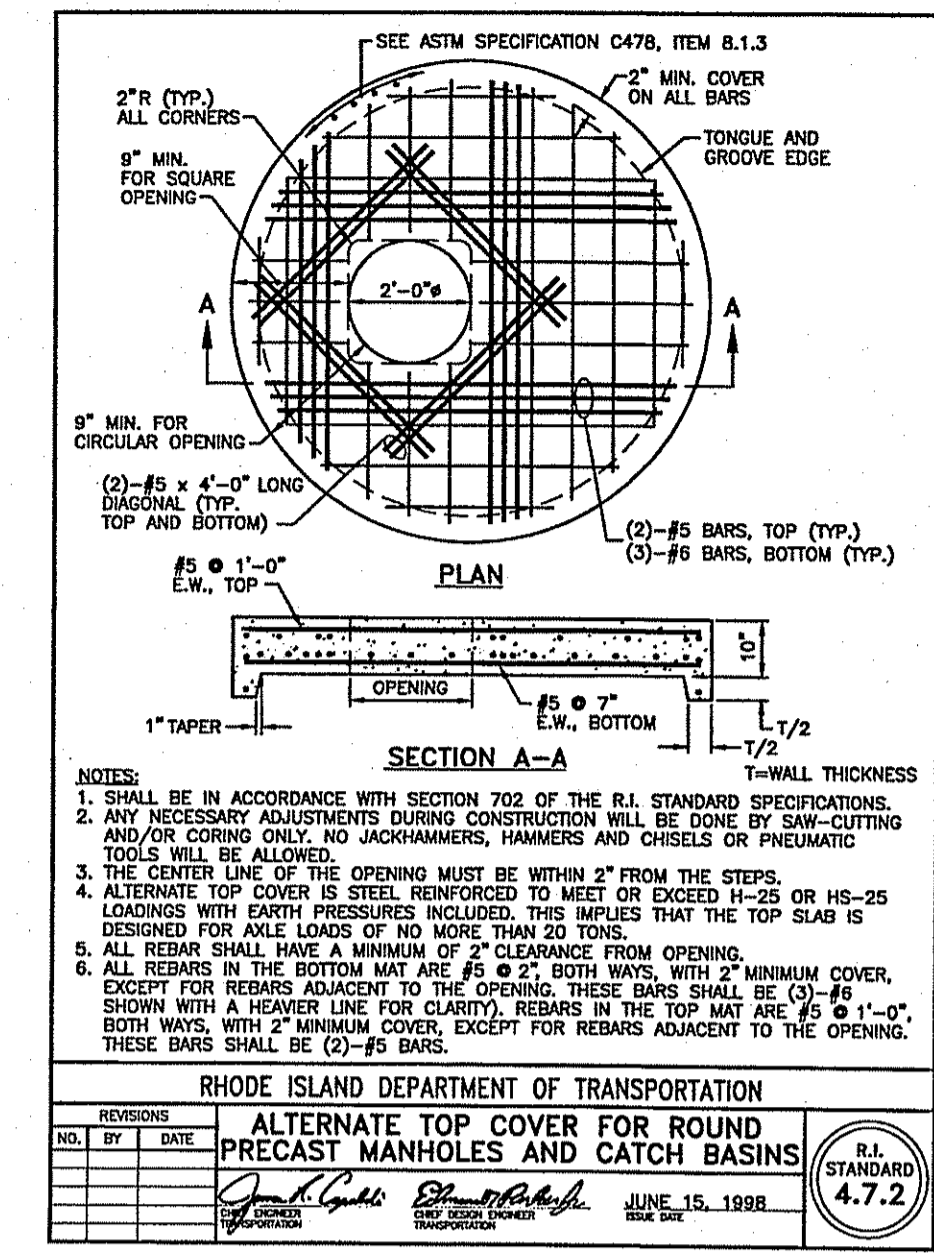 SEE ASTM SPECIFICATION C478, ITEM 8.1.3
2" MIN. COVER
ON ALL BARS
2"R (TYP.)
ALL CORNERS
TONGUE AND
GROOVE EDGE
9" MIN.
FOR SQUARE
OPENING
2'-0"ø
A
A
9" MIN. FOR
CIRCULAR OPENING
(2)-#5 x 4'-0" LONG
DIAGONAL (TYP.
TOP AND BOTTOM)
(2)-#5 BARS, TOP (TYP.)
(3)-#6 BARS, BOTTOM (TYP.)
#5 @ 1'-0"
E.W., TOP
PLAN
10"
OPENING
#5 @ 7"
E.W., BOTTOM
1" TAPER
T/2
T/2
SECTION A-A
T=WALL THICKNESS
NOTES:
1. SHALL BE IN ACCORDANCE WITH SECTION 702 OF THE R.I. STANDARD SPECIFICATIONS.
2. ANY NECESSARY ADJUSTMENTS DURING CONSTRUCTION WILL BE DONE BY SAW-CUTTING
AND/OR CORING ONLY. NO JACKHAMMERS, HAMMERS AND CHISELS OR PNEUMATIC
TOOLS WILL BE ALLOWED.
3. THE CENTER LINE OF THE OPENING MUST BE WITHIN 2" FROM THE STEPS.
4. ALTERNATE TOP COVER IS STEEL REINFORCED TO MEET OR EXCEED H-25 OR HS-25
LOADINGS WITH EARTH PRESSURES INCLUDED. THIS IMPLIES THAT THE TOP SLAB IS
DESIGNED FOR AXLE LOADS OF NO MORE THAN 20 TONS.
5. ALL REBAR SHALL HAVE A MINIMUM OF 2" CLEARANCE FROM OPENING.
6. ALL REBARS IN THE BOTTOM MAT ARE #5 @ 2", BOTH WAYS, WITH 2" MINIMUM COVER,
EXCEPT FOR REBARS ADJACENT TO THE OPENING. THESE BARS SHALL BE (3)-#6
SHOWN WITH A HEAVIER LINE FOR CLARITY). REBARS IN THE TOP MAT ARE #5 @ 1'-0",
BOTH WAYS, WITH 2" MINIMUM COVER, EXCEPT FOR REBARS ADJACENT TO THE OPENING.
THESE BARS SHALL BE (2)-#5 BARS.
RHODE ISLAND DEPARTMENT OF TRANSPORTATION
REVISIONS
NO. BY DATE
ALTERNATE TOP COVER FOR ROUND
PRECAST MANHOLES AND CATCH BASINS
CHIEF ENGINEER
TRANSPORTATION
CHIEF DESIGN ENGINEER
TRANSPORTATION
JUNE 15, 1998
ISSUE DATE
R.I.
STANDARD
4.7.2